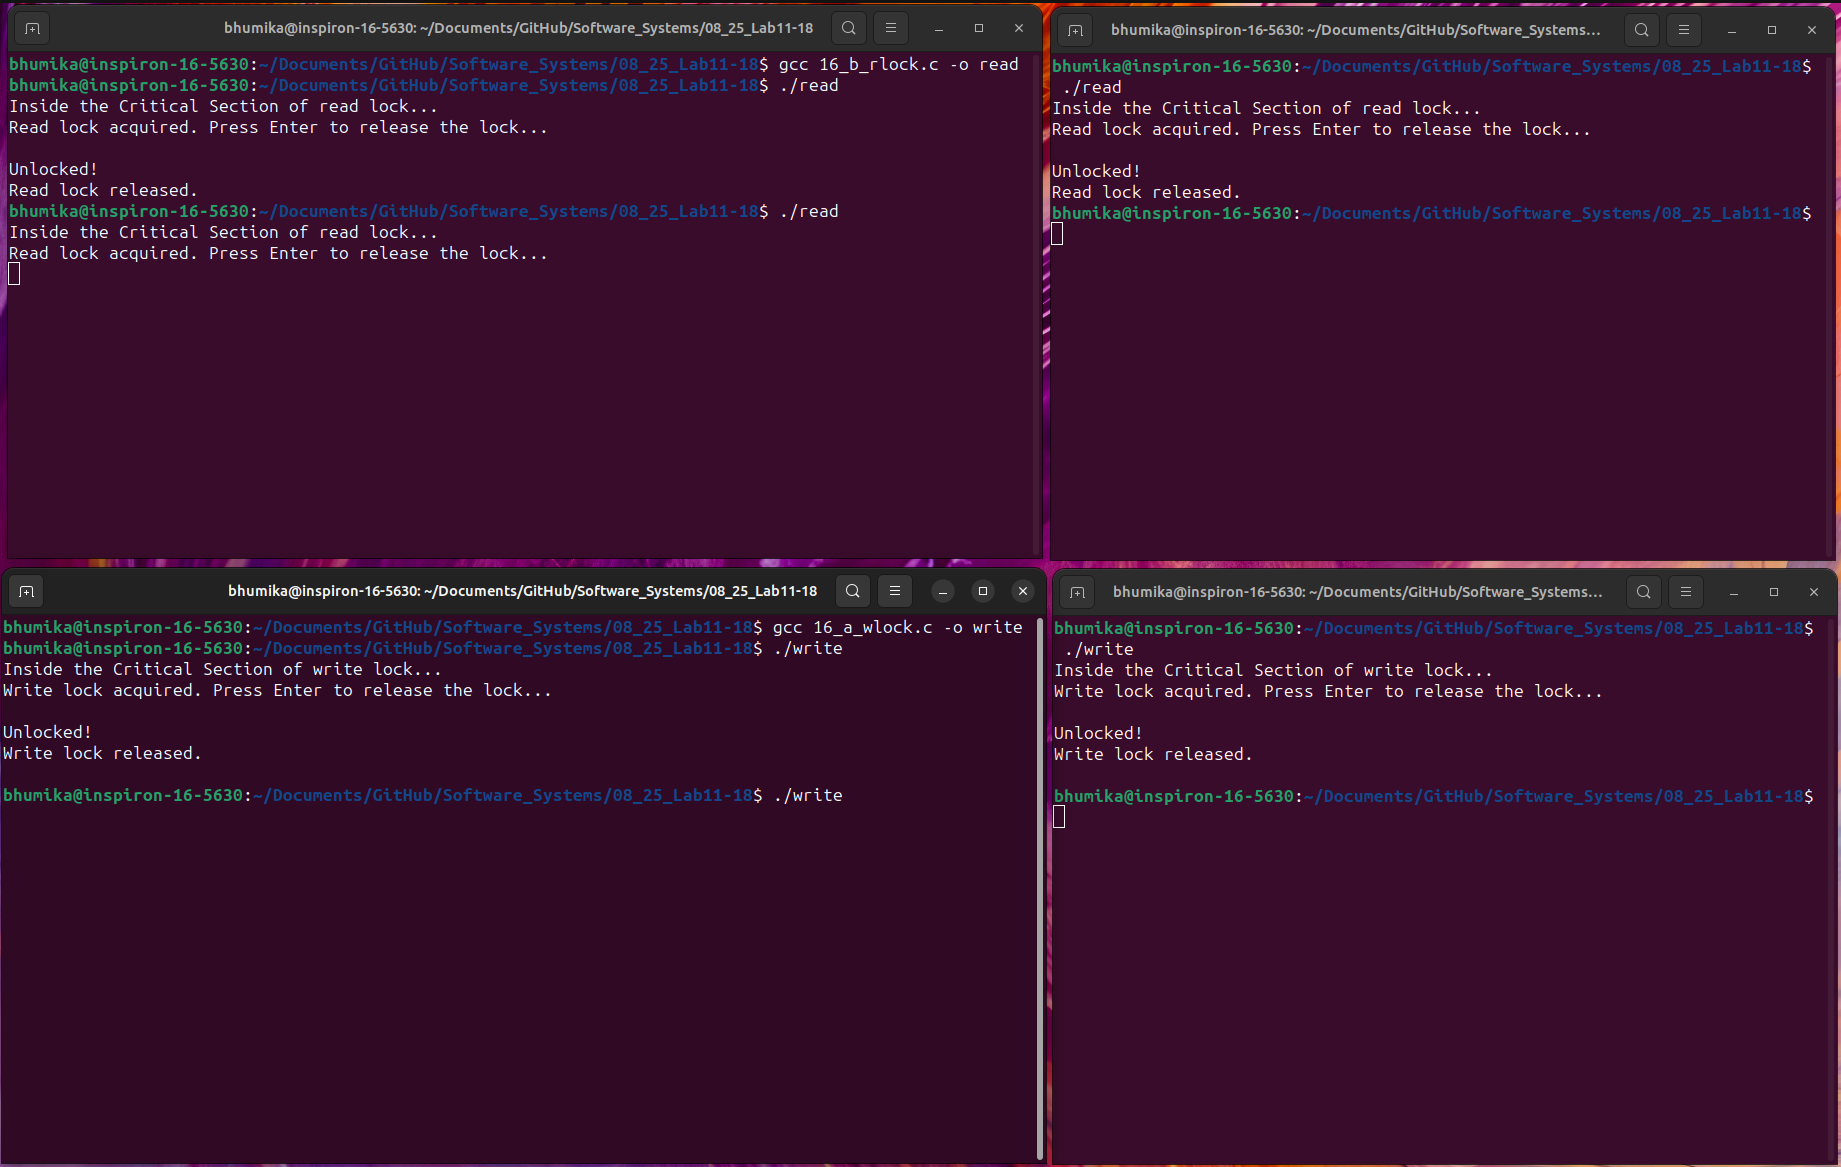 bhumika@inspiron-16-5630: ~/Documents/GitHub/Software_Systems/08_25_Lab11-18
bhumika@inspiron-16-5630:~/Documents/GitHub/Software_Systems/08_25_Lab11-18$ gcc 16_b_rlock.c -o read
bhumika@inspiron-16-5630:~/Documents/GitHub/Software_Systems/08_25_Lab11-18$ ./read
Inside the Critical Section of read lock...
Read lock acquired. Press Enter to release the lock...
Unlocked!
Read lock released.
bhumika@inspiron-16-5630:~/Documents/GitHub/Software_Systems/08_25_Lab11-18$ ./read
Inside the Critical Section of read lock...
Read lock acquired. Press Enter to release the lock...
bhumika@inspiron-16-5630: ~/Documents/GitHub/Software_Systems...
bhumika@inspiron-16-5630:~/Documents/GitHub/Software_Systems/08_25_Lab11-18$
./read
Inside the Critical Section of read lock...
Read lock acquired. Press Enter to release the lock...
Unlocked!
Read lock released.
bhumika@inspiron-16-5630:~/Documents/GitHub/Software_Systems/08_25_Lab11-18$
bhumika@inspiron-16-5630: ~/Documents/GitHub/Software_Systems/08_25_Lab11-18
bhumika@inspiron-16-5630:~/Documents/GitHub/Software_Systems/08_25_Lab11-18$ gcc 16_a_wlock.c -o write
bhumika@inspiron-16-5630:~/Documents/GitHub/Software_Systems/08_25_Lab11-18$ ./write
Inside the Critical Section of write lock...
Write lock acquired. Press Enter to release the lock...
Unlocked!
Write lock released.
bhumika@inspiron-16-5630:~/Documents/GitHub/Software_Systems/08_25_Lab11-18$ ./write
bhumika@inspiron-16-5630: ~/Documents/GitHub/Software_Systems...
bhumika@inspiron-16-5630:~/Documents/GitHub/Software_Systems/08_25_Lab11-18$
./write
Inside the Critical Section of write lock...
Write lock acquired. Press Enter to release the lock...
Unlocked!
Write lock released.
bhumika@inspiron-16-5630:~/Documents/GitHub/Software_Systems/08_25_Lab11-18$